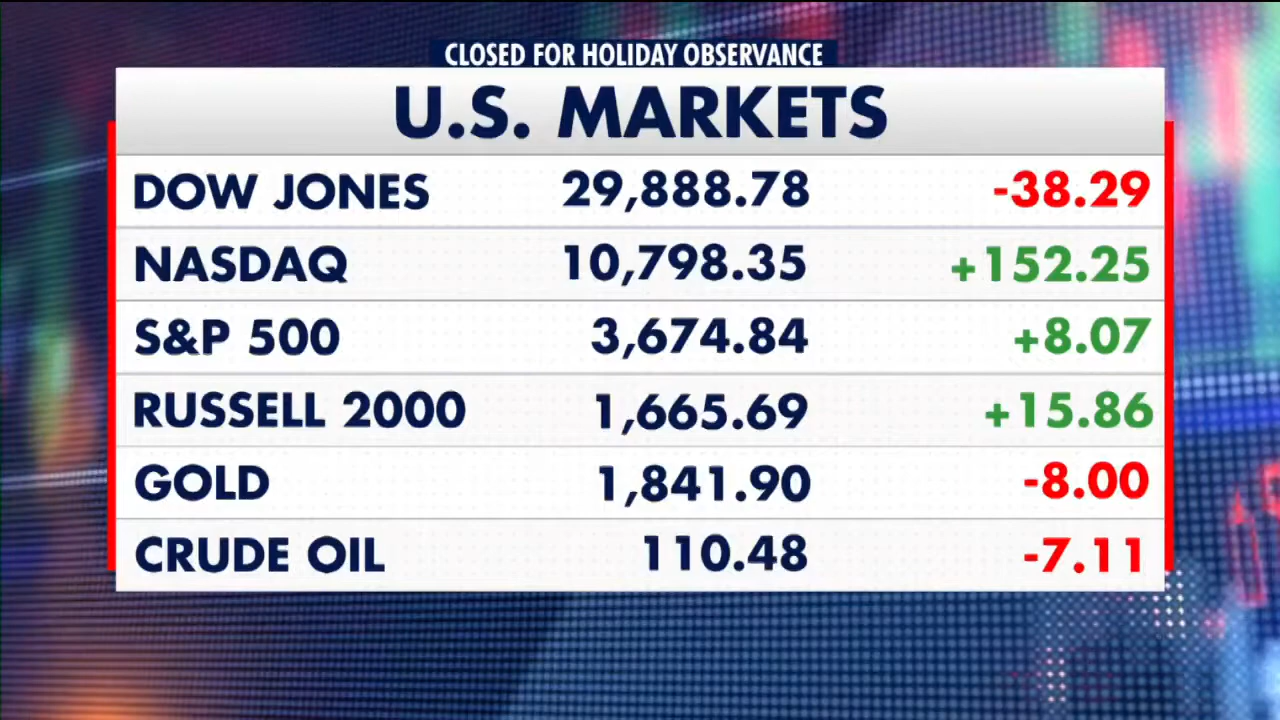 CLOSED FOR HOLIDAY OBSERVANCE
U.S. MARKETS
DOW JONES 29,888.78 -38.29
NASDAQ 10,798.35 +152.25
S&P 500 3,674.84 +8.07
RUSSELL 2000 1,665.69 +15.86
GOLD 1,841.90 -8.00
CRUDE OIL 110.48 -7.11